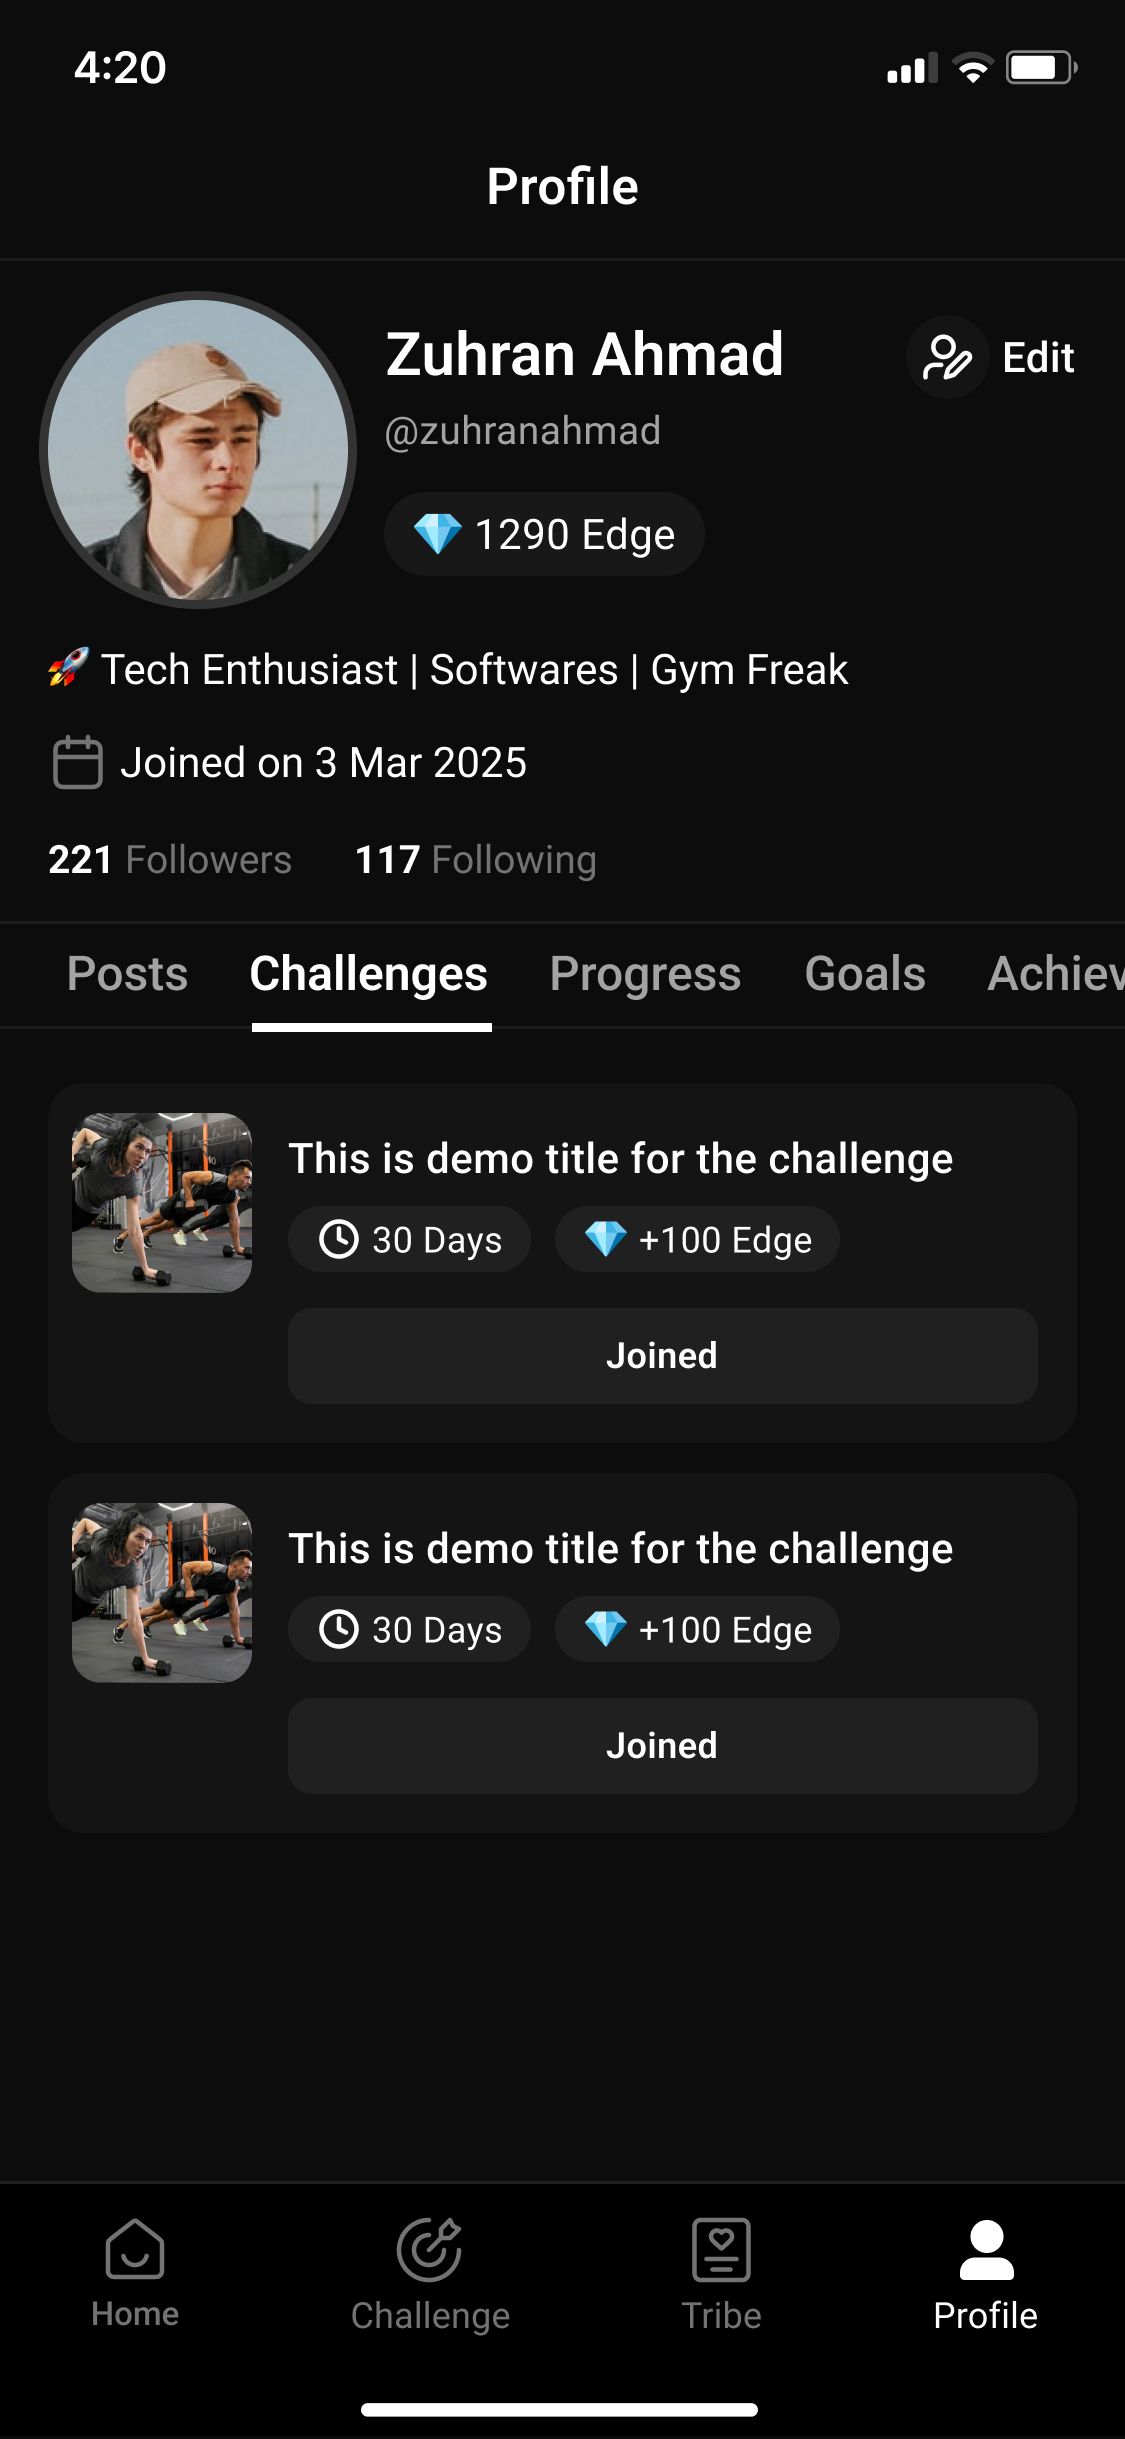 4:20
Profile
Zuhran Ahmad
Edit
@zuhranahmad
💎 1290 Edge
🚀 Tech Enthusiast | Softwares | Gym Freak
Joined on 3 Mar 2025
221 Followers 117 Following
Posts Challenges Progress Goals Achiev
This is demo title for the challenge
30 Days 💎 +100 Edge
Joined
This is demo title for the challenge
30 Days 💎 +100 Edge
Joined
Home Challenge Tribe Profile